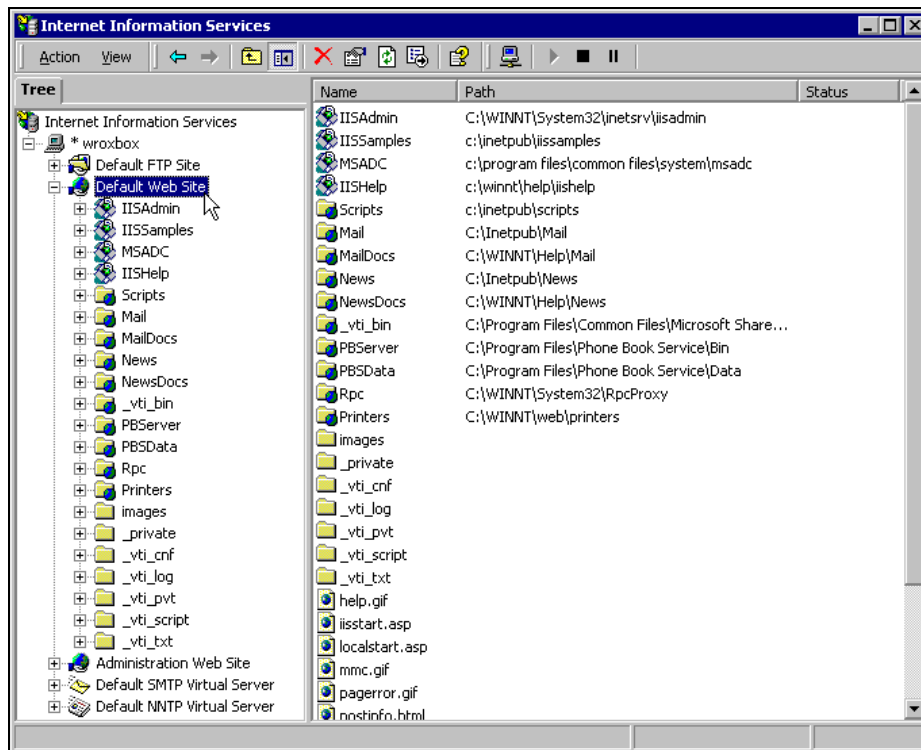 Internet Information Services
Action View
Tree
Internet Information Services
* wroxbox
Default FTP Site
Default Web Site
IISAdmin
IISSamples
MSADC
IISHelp
Scripts
Mail
MailDocs
News
NewsDocs
_vti_bin
PBServer
PBSData
Rpc
Printers
images
_private
_vti_cnf
_vti_log
_vti_pvt
_vti_script
_vti_txt
Administration Web Site
Default SMTP Virtual Server
Default NNTP Virtual Server
Name Path Status
IISAdmin C:\WINNT\System32\inetsrv\iisadmin
IISSamples c:\inetpub\iissamples
MSADC c:\program files\common files\system\msadc
IISHelp c:\winnt\help\iishelp
Scripts c:\inetpub\scripts
Mail C:\Inetpub\Mail
MailDocs C:\WINNT\Help\Mail
News C:\Inetpub\News
NewsDocs C:\WINNT\Help\News
_vti_bin C:\Program Files\Common Files\Microsoft Share...
PBServer C:\Program Files\Phone Book Service\Bin
PBSData C:\Program Files\Phone Book Service\Data
Rpc C:\WINNT\System32\RpcProxy
Printers C:\WINNT\web\printers
images
_private
_vti_cnf
_vti_log
_vti_pvt
_vti_script
_vti_txt
help.gif
iisstart.asp
localstart.asp
mmc.gif
pagerror.gif
postinfo.html